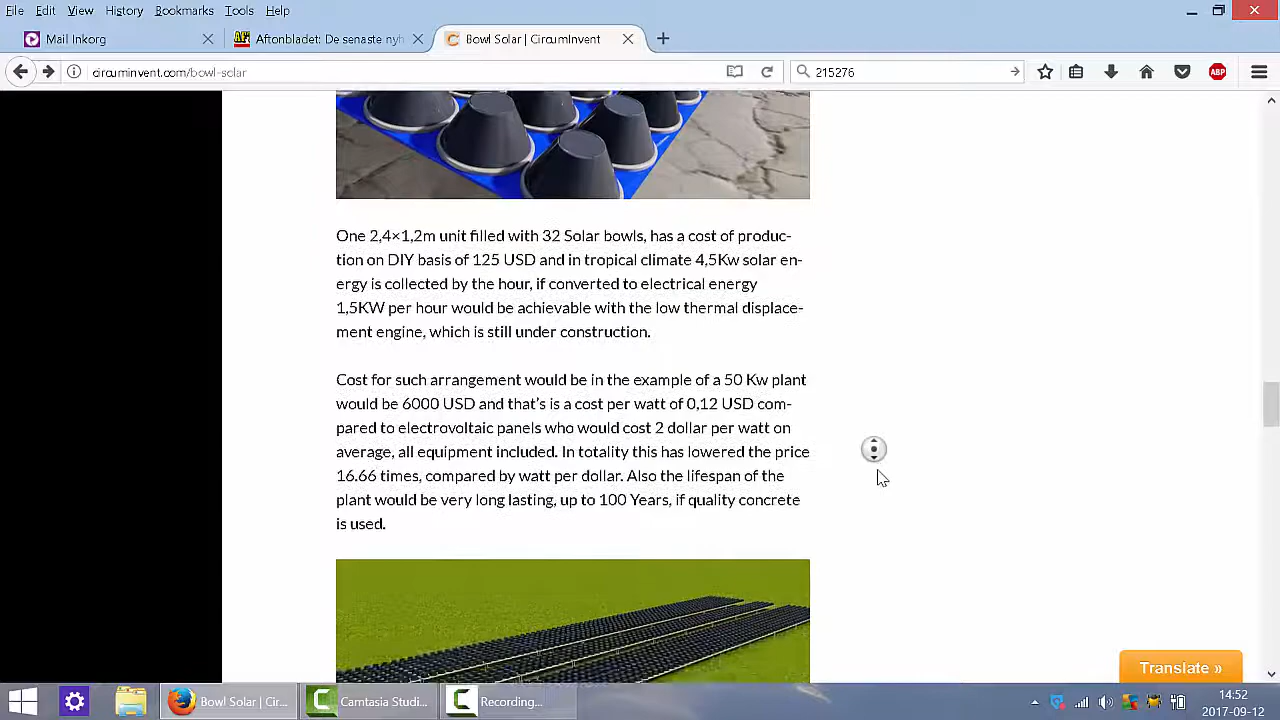 File Edit View History Bookmarks Tools Help
Mail Inkorg
Aftonbladet: De senaste nyh
Bowl Solar | CircumInvent
circuminvent.com/bowl-solar
215276
ABP
One 2,4×1,2m unit filled with 32 Solar bowls, has a cost of produc-
tion on DIY basis of 125 USD and in tropical climate 4,5Kw solar en-
ergy is collected by the hour, if converted to electrical energy
1,5KW per hour would be achievable with the low thermal displace-
ment engine, which is still under construction.
Cost for such arrangement would be in the example of a 50 Kw plant
would be 6000 USD and that's is a cost per watt of 0,12 USD com-
pared to electrovoltaic panels who would cost 2 dollar per watt on
average, all equipment included. In totality this has lowered the price
16.66 times, compared by watt per dollar. Also the lifespan of the
plant would be very long lasting, up to 100 Years, if quality concrete
is used.
Translate »
Bowl Solar | Cir...
Camtasia Studi...
Recording...
14:52
2017-09-12